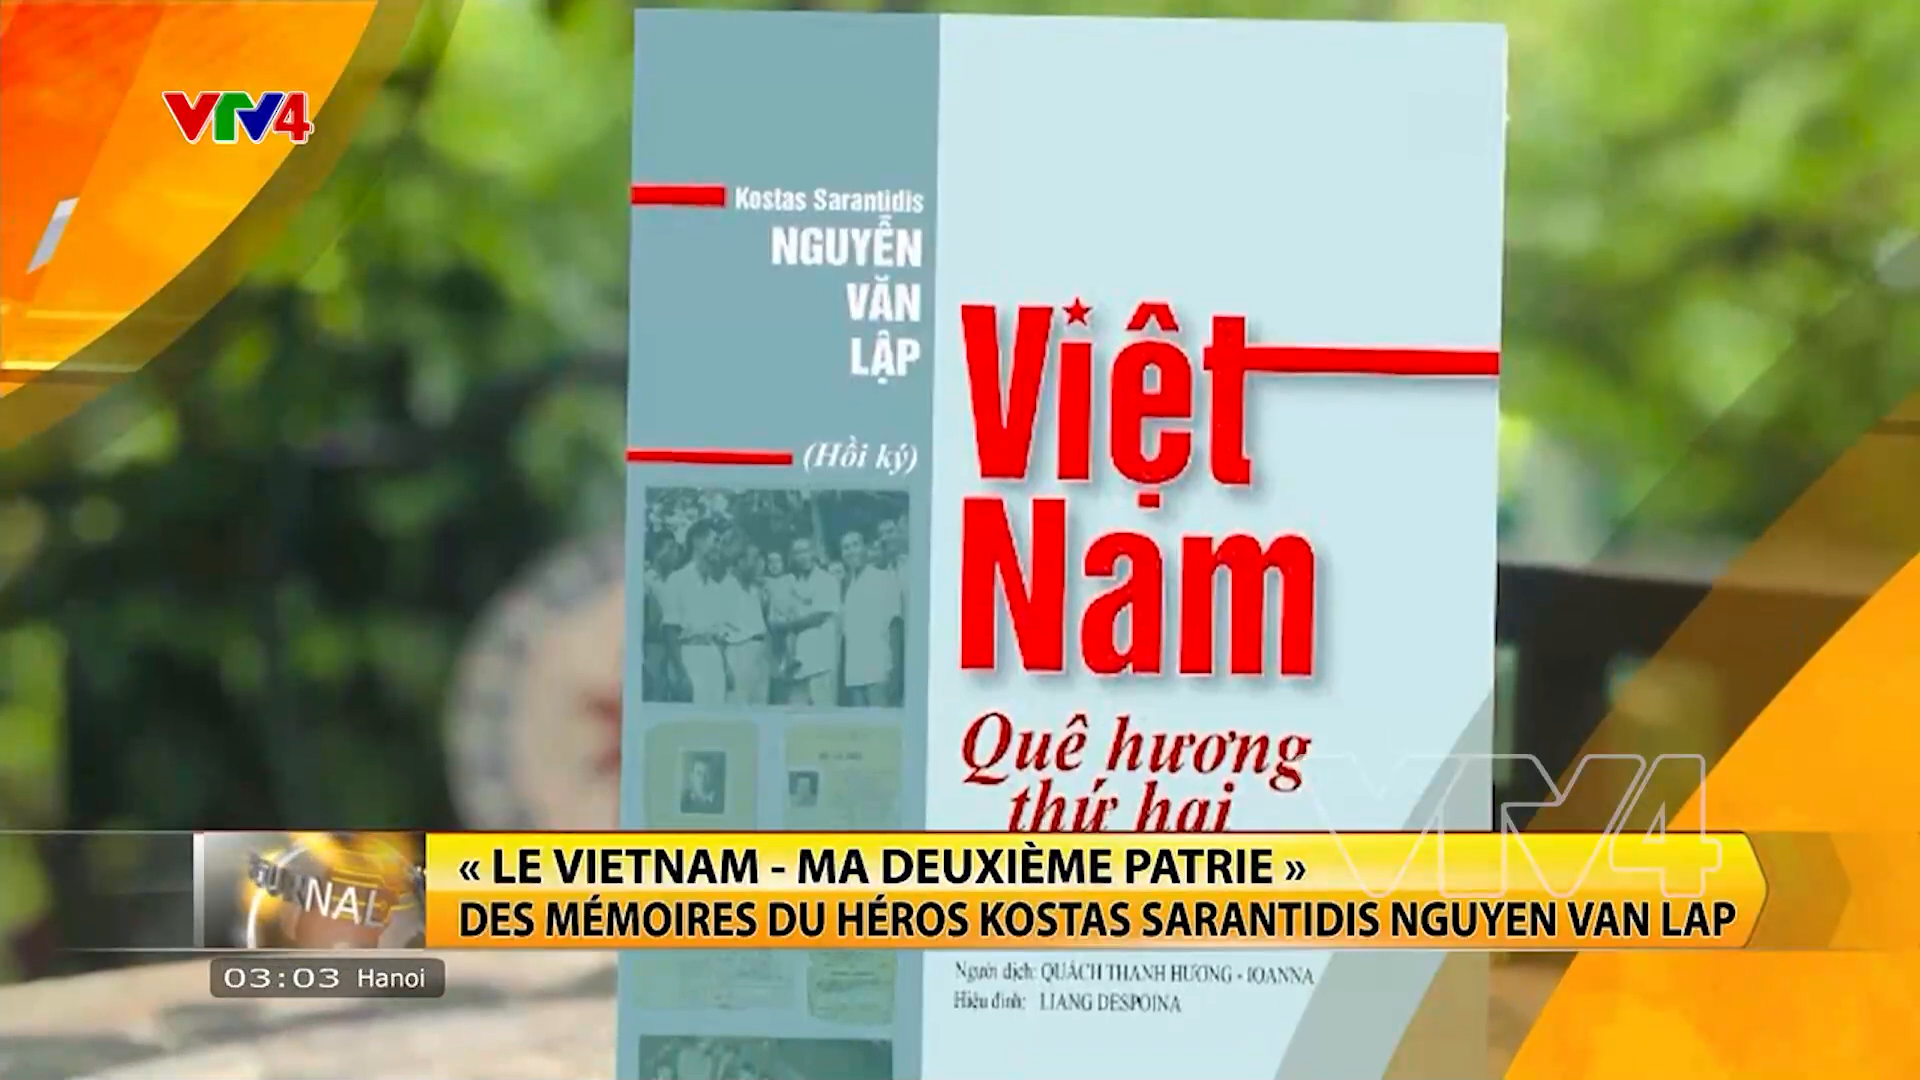 VTV4
Kostas Sarantidis
NGUYỄN
VĂN
LẬP
(Hồi ký)
Việt
Nam
Quê hương
thứ hai
VTV4
« LE VIETNAM - MA DEUXIÈME PATRIE »
DES MÉMOIRES DU HÉROS KOSTAS SARANTIDIS NGUYEN VAN LAP
03:03 Hanoi
Người dịch: QUÁCH THANH HƯƠNG - IOANNA
Hiệu đính: LIANG DESPOINA